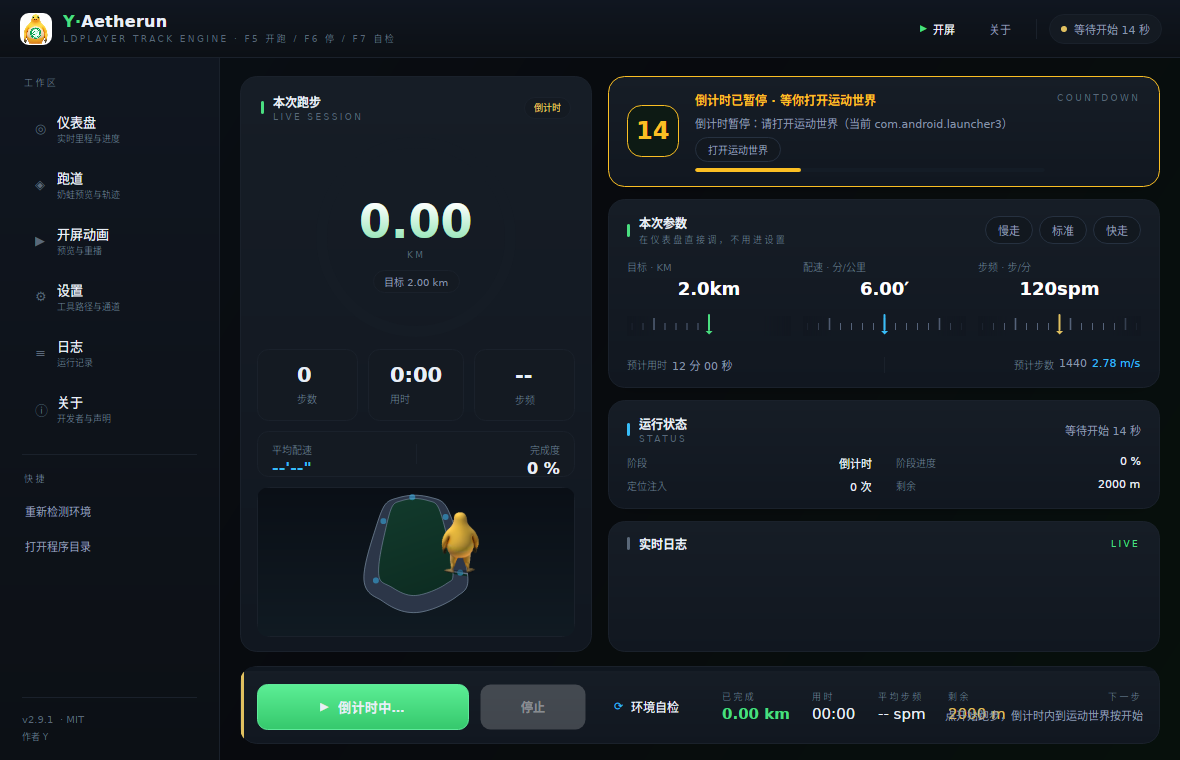 Y·Aetherun
LDPLAYER TRACK ENGINE · F5 开跑 / F6 停 / F7 自检
▶ 开屏
关于
等待开始 14 秒
工作区
仪表盘
实时里程与进度
跑道
奶蛙预览与轨迹
开屏动画
预览与重播
设置
工具路径与通道
日志
运行记录
关于
开发者与声明
快捷
重新检测环境
打开程序目录
v2.9.1 · MIT
作者 Y
本次跑步
LIVE SESSION
倒计时
0.00
KM
目标 2.00 km
0
步数
0:00
用时
--
步频
平均配速
--'--"
完成度
0 %
14
倒计时已暂停 · 等你打开运动世界
COUNTDOWN
倒计时暂停：请打开运动世界（当前 com.android.launcher3）
打开运动世界
本次参数
在仪表盘直接调，不用进设置
慢走
标准
快走
目标 · KM
2.0km
配速 · 分/公里
6.00′
步频 · 步/分
120spm
预计用时 12 分 00 秒
预计步数 1440 2.78 m/s
运行状态
STATUS
等待开始 14 秒
阶段
倒计时
阶段进度
0 %
定位注入
0 次
剩余
2000 m
实时日志
LIVE
▶ 倒计时中…
停止
环境自检
已完成
0.00 km
用时
00:00
平均步频
-- spm
剩余
2000 m
下一步
倒计时内到运动世界按开始